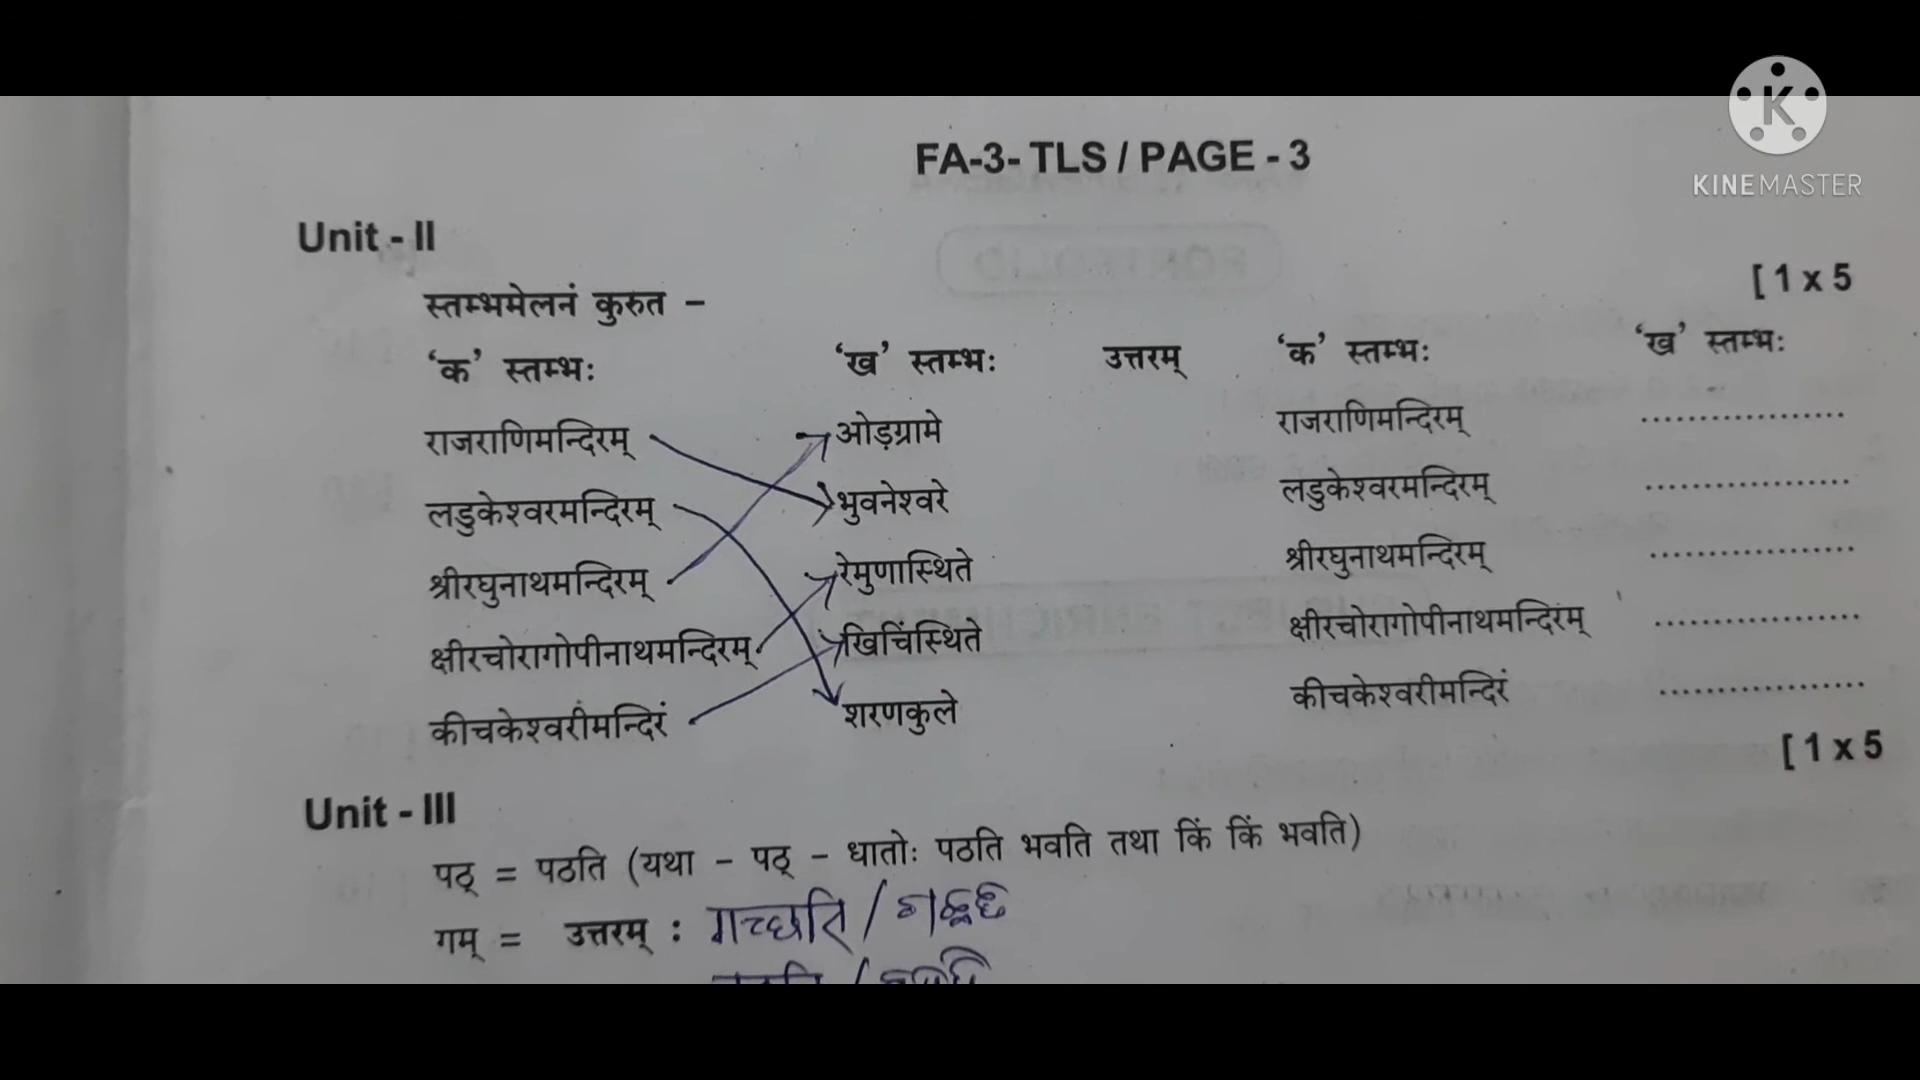 KINEMASTER
FA-3- TLS / PAGE - 3
Unit - II
[ 1 x 5
स्तम्भमेलनं कुरुत –
‘क’ स्तम्भः ‘ख’ स्तम्भः उत्तरम् ‘क’ स्तम्भः ‘ख’ स्तम्भः
राजराणिमन्दिरम् ओड़ग्रामे राजराणिमन्दिरम् ..................
लडुकेश्वरमन्दिरम् भुवनेश्वरे लडुकेश्वरमन्दिरम् ..................
श्रीरघुनाथमन्दिरम् रेमुणास्थिते श्रीरघुनाथमन्दिरम् ..................
क्षीरचोरागोपीनाथमन्दिरम् खिचिंस्थिते क्षीरचोरागोपीनाथमन्दिरम् ..................
कीचकेश्वरीमन्दिरं शरणकुले कीचकेश्वरीमन्दिरं ..................
[ 1 x 5
Unit - III
पठ् = पठति (यथा – पठ् – धातोः पठति भवति तथा किं किं भवति)
गम् = उत्तरम् : गच्छति /